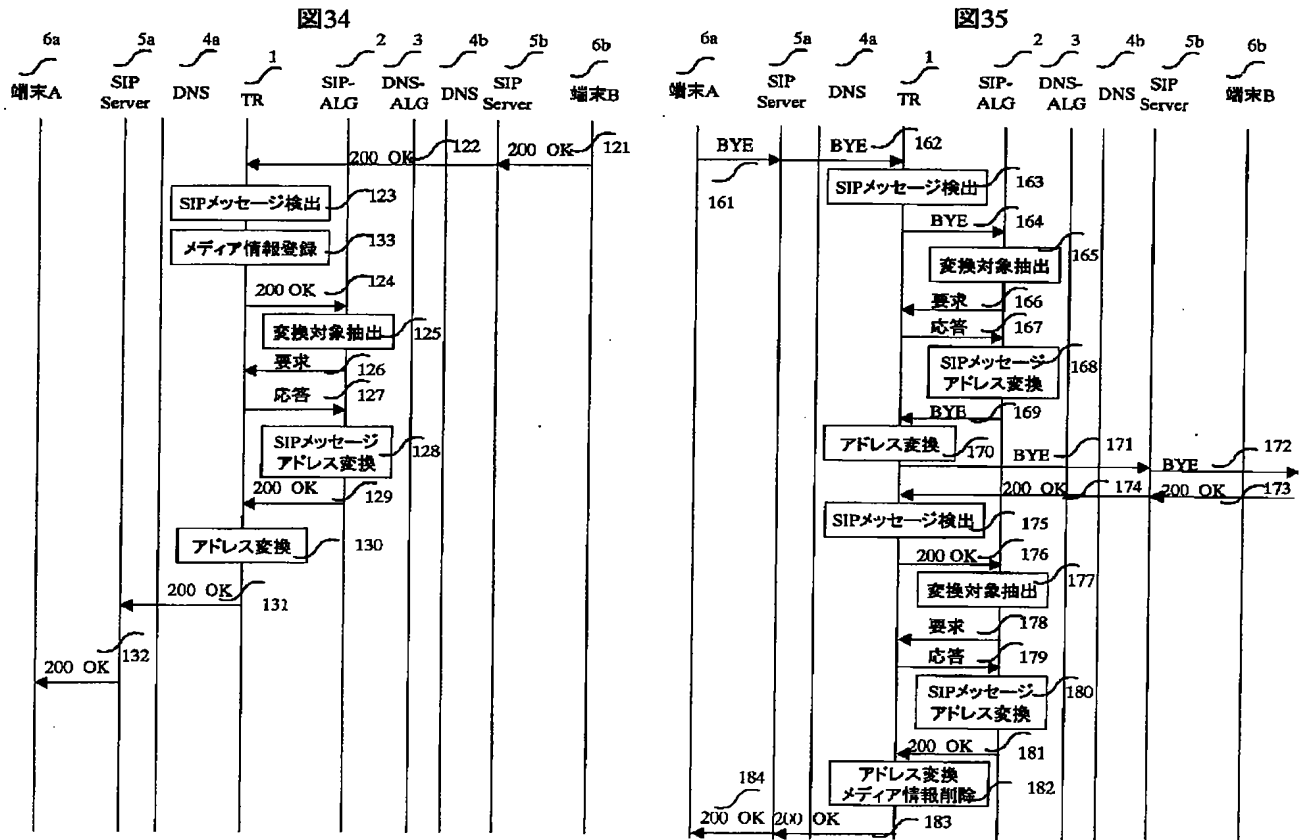 図34
6a
5a
4a
1
2
3
4b
5b
6b
端末A
SIP
Server
DNS
TR
SIP-
ALG
DNS-
ALG
DNS
SIP
Server
端末B
200 OK
122
200 OK
121
SIPメッセージ検出
123
メディア情報登録
133
200 OK
124
変換対象抽出
125
要求
126
応答
127
SIPメッセージ
アドレス変換
128
200 OK
129
アドレス変換
130
200 OK
131
132
200 OK
図35
6a
5a
4a
1
2
3
4b
5b
6b
端末A
SIP
Server
DNS
TR
SIP-
ALG
DNS-
ALG
DNS
SIP
Server
端末B
BYE
BYE
162
161
SIPメッセージ検出
163
BYE
164
変換対象抽出
165
要求
166
応答
167
SIPメッセージ
アドレス変換
168
BYE
169
アドレス変換
170
BYE
171
BYE
172
200 OK
174
200 OK
173
SIPメッセージ検出
175
200 OK
176
変換対象抽出
177
要求
178
応答
179
SIPメッセージ
アドレス変換
180
200 OK
181
アドレス変換
メディア情報削除
182
184
200 OK
200 OK
183